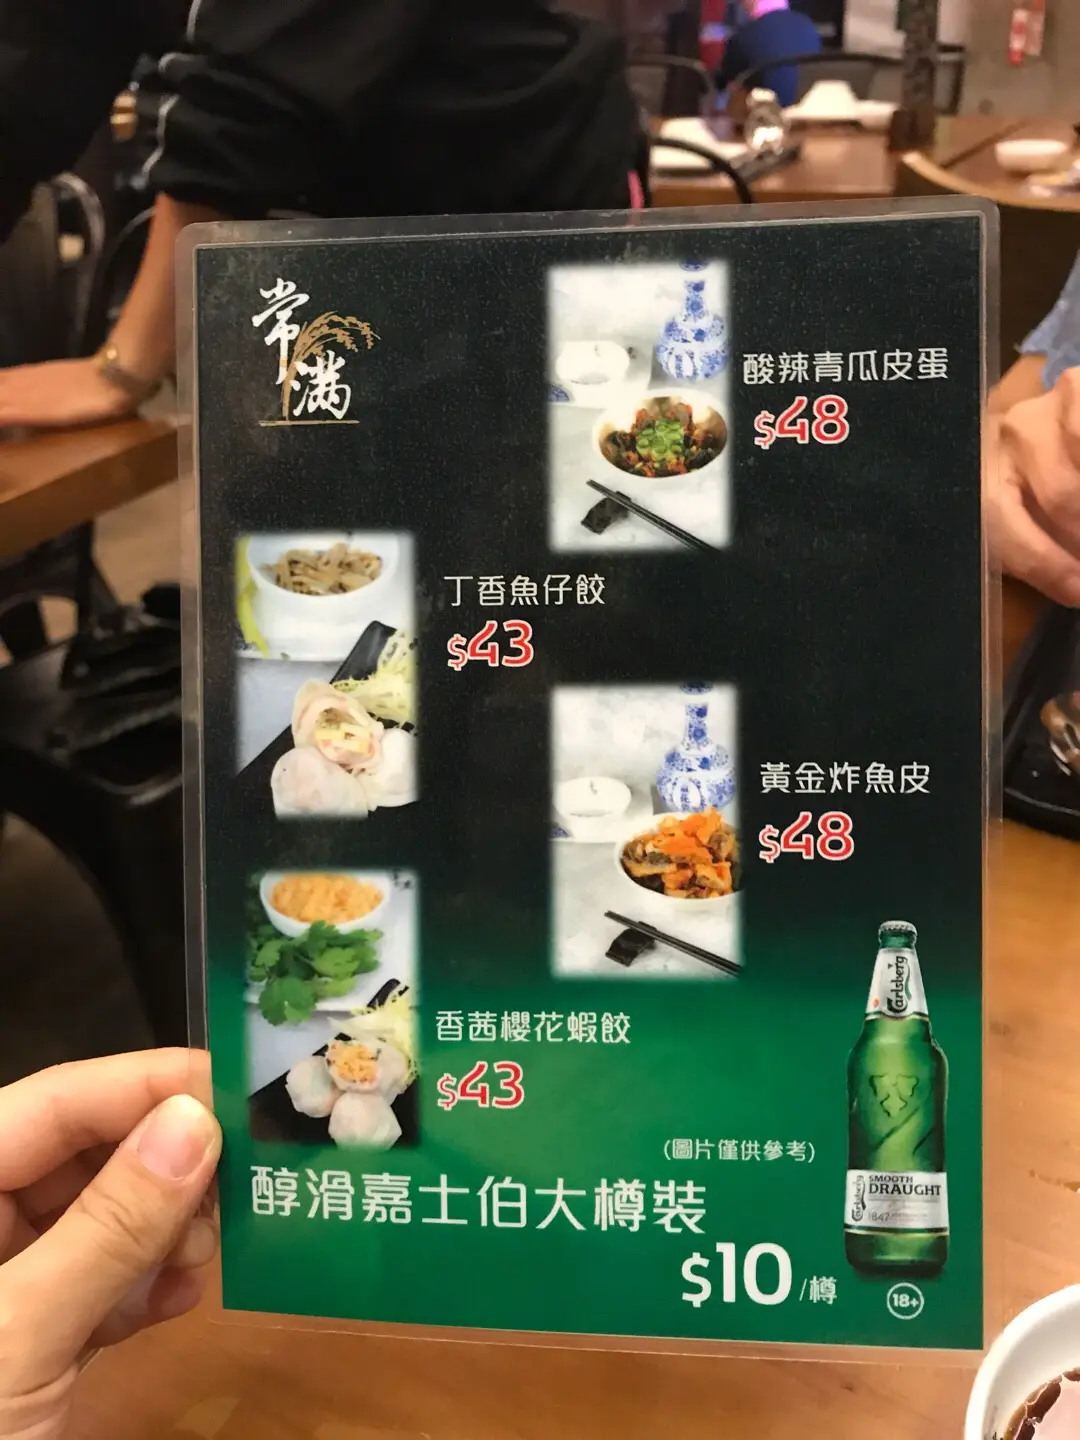 常滿
酸辣青瓜皮蛋
$48
丁香魚仔餃
$43
黃金炸魚皮
$48
香茜櫻花蝦餃
$43
(圖片僅供參考)
醇滑嘉士伯大樽裝
$10/樽
Carlsberg
SMOOTH
DRAUGHT
Carlsberg
1847
18+